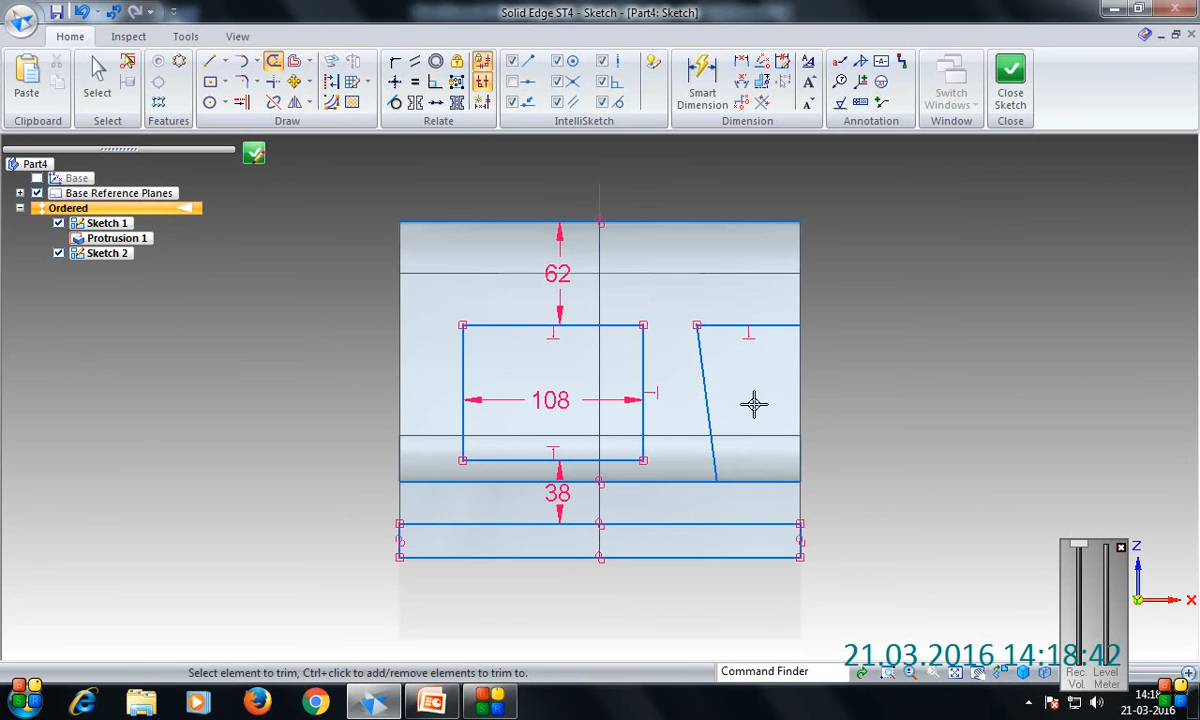 Solid Edge ST4 - Sketch - [Part4: Sketch]
Home Inspect Tools View
Paste
Select
Smart Dimension
Switch Windows
Close Sketch
Clipboard Select Features Draw Relate IntelliSketch Dimension Annotation Window Close
Part4
Base
Base Reference Planes
Ordered
Sketch 1
Protrusion 1
Sketch 2
62
108
38
Z
X
Rec. Vol. Level Meter
21.03.2016 14:18:42
Select element to trim, Ctrl+click to add/remove elements to trim to.
Command Finder
14:18
21-03-2016